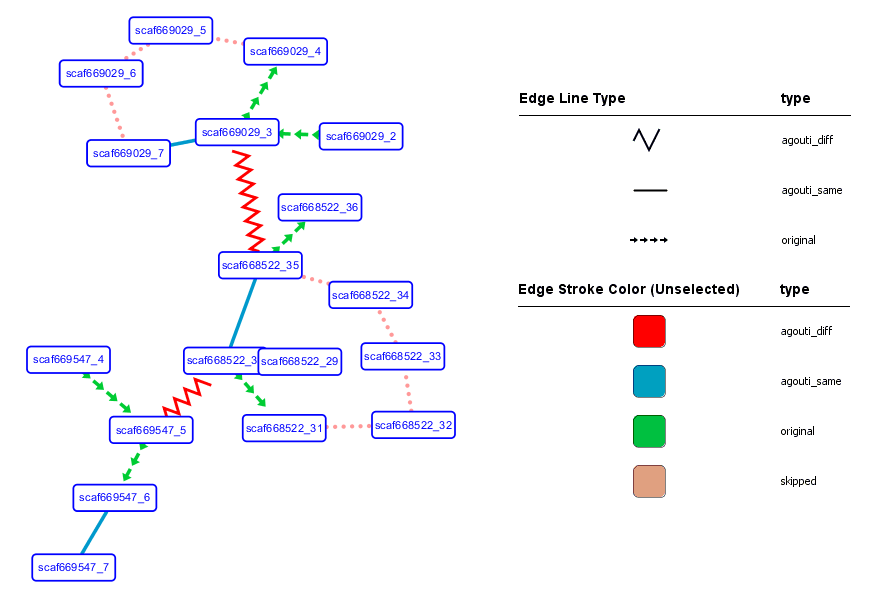 scaf669029_5
scaf669029_4
scaf669029_6
scaf669029_3
scaf669029_2
scaf669029_7
scaf668522_36
scaf668522_35
scaf668522_34
scaf668522_33
scaf668522_29
scaf669547_4
scaf669547_5
scaf668522_31
scaf668522_32
scaf669547_6
scaf669547_7
Edge Line Type type
agouti_diff
agouti_same
original
Edge Stroke Color (Unselected) type
agouti_diff
agouti_same
original
skipped